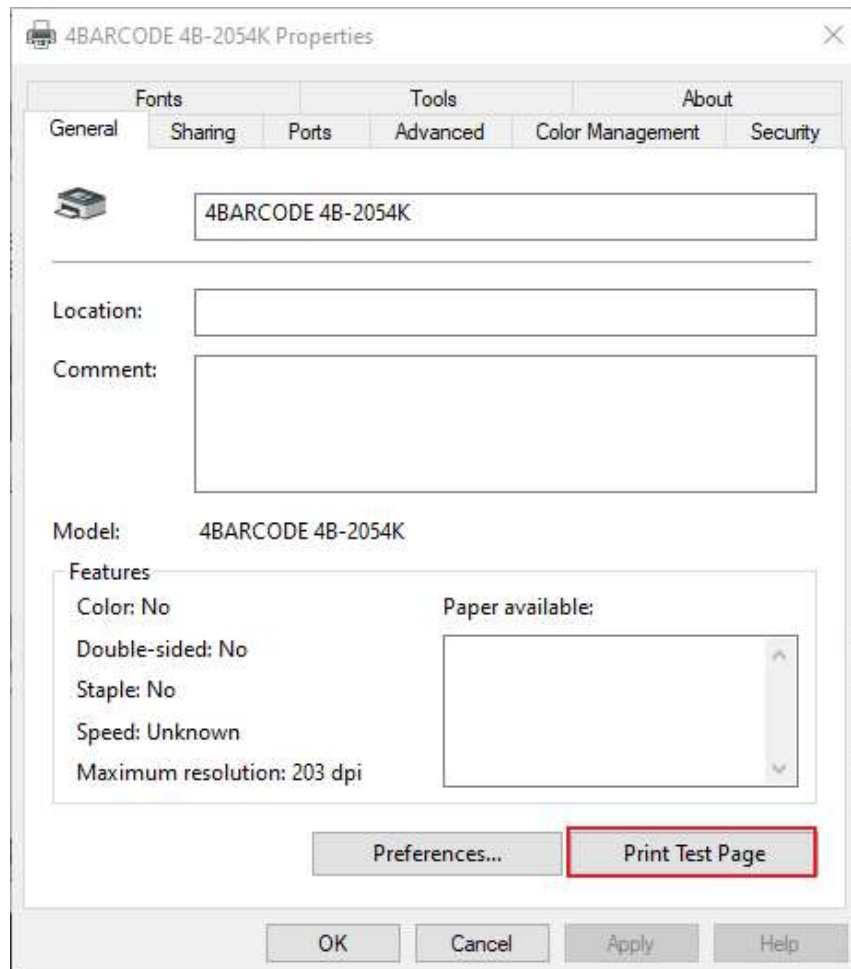 4BARCODE 4B-2054K Properties
Fonts Tools About
General Sharing Ports Advanced Color Management Security
4BARCODE 4B-2054K
Location:
Comment:
Model: 4BARCODE 4B-2054K
Features
Color: No Paper available:
Double-sided: No
Staple: No
Speed: Unknown
Maximum resolution: 203 dpi
Preferences... Print Test Page
OK Cancel Apply Help